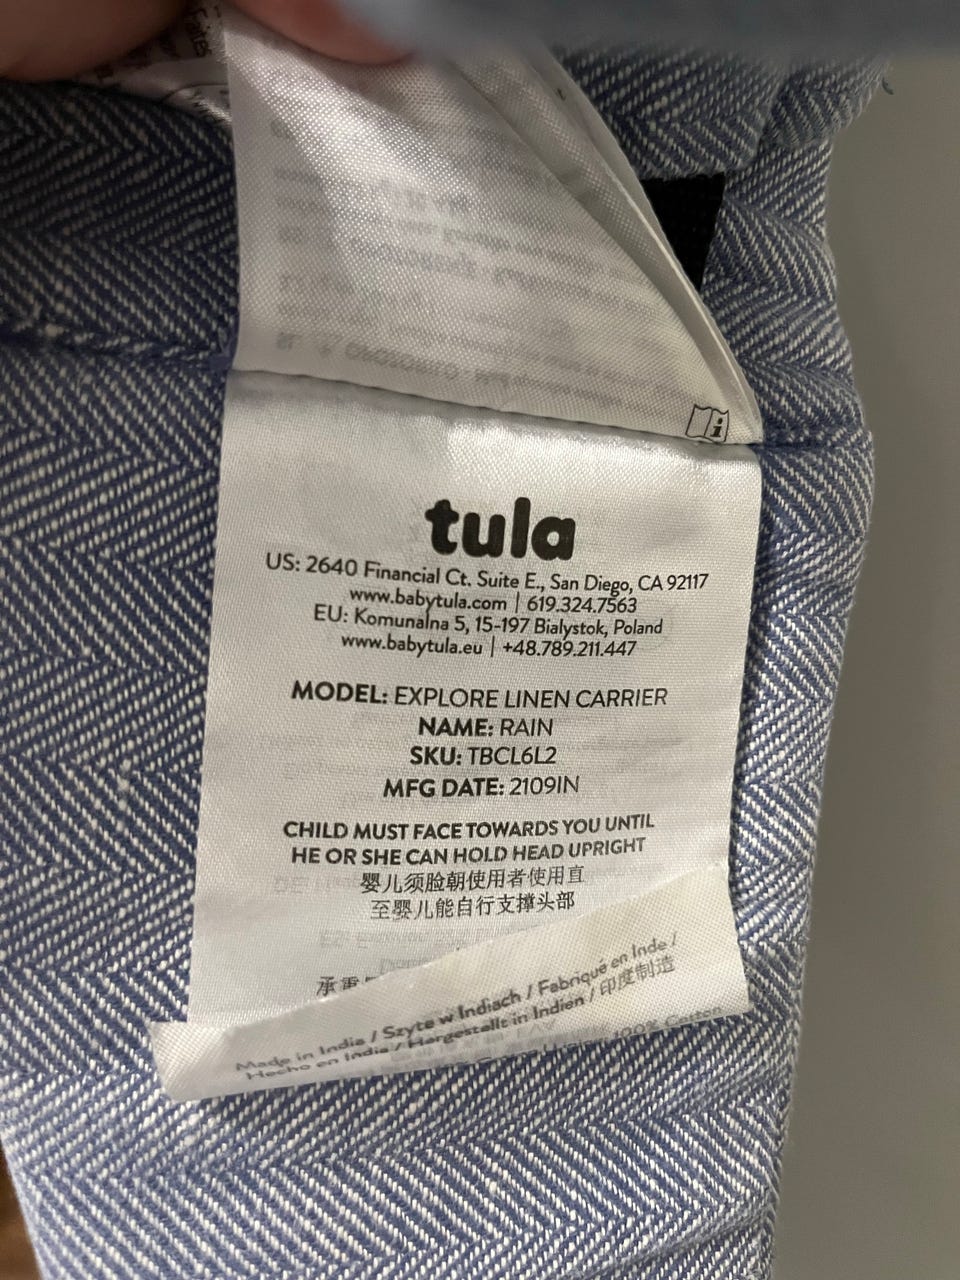 tula
US: 2640 Financial Ct. Suite E., San Diego, CA 92117
www.babytula.com | 619.324.7563
EU: Komunalna 5, 15-197 Bialystok, Poland
www.babytula.eu | +48.789.211.447
MODEL: EXPLORE LINEN CARRIER
NAME: RAIN
SKU: TBCL6L2
MFG DATE: 2109IN
CHILD MUST FACE TOWARDS YOU UNTIL
HE OR SHE CAN HOLD HEAD UPRIGHT
婴儿须脸朝使用者使用直
至婴儿能自行支撑头部
承重
Made in India / Szyte w Indiach / Fabriqué en Inde /
Hecho en India / Hergestellt in Indien / 印度制造
100% Cotton